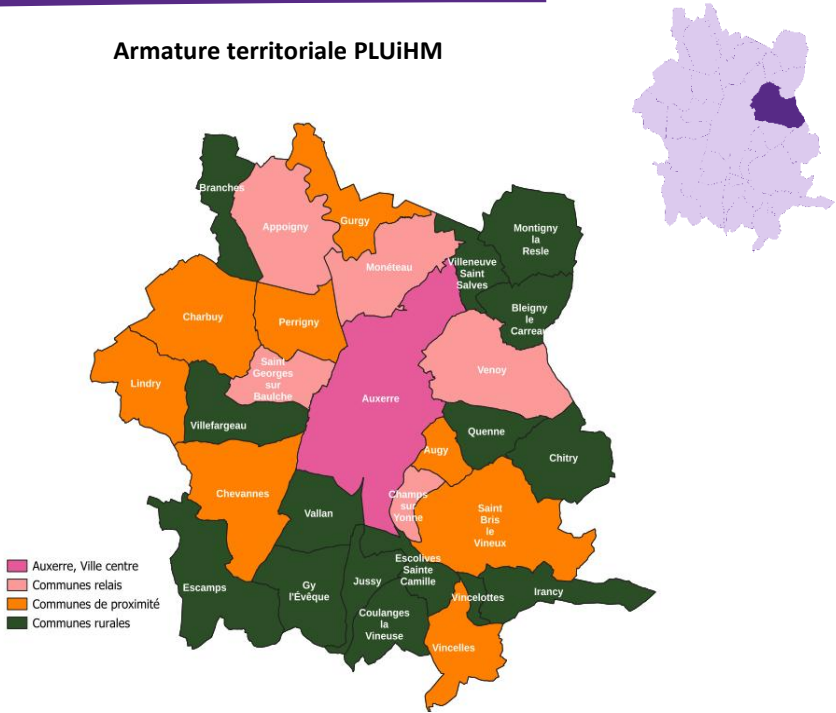 Armature territoriale PLUiHM
Branches
Appoigny
Gurgy
Montigny
la
Resle
Monéteau
Villeneuve
Saint
Salves
Bleigny
le
Carreau
Charbuy
Perrigny
Saint
Georges
sur
Baulche
Venoy
Lindry
Auxerre
Villefargeau
Quenne
Augy
Chitry
Chevannes
Champs
sur
Yonne
Vallan
Saint
Bris
le
Vineux
Escolives
Sainte
Camille
Escamps
Gy
l'Évêque
Jussy
Vincelottes
Irancy
Coulanges
la
Vineuse
Vincelles
Auxerre, Ville centre
Communes relais
Communes de proximité
Communes rurales